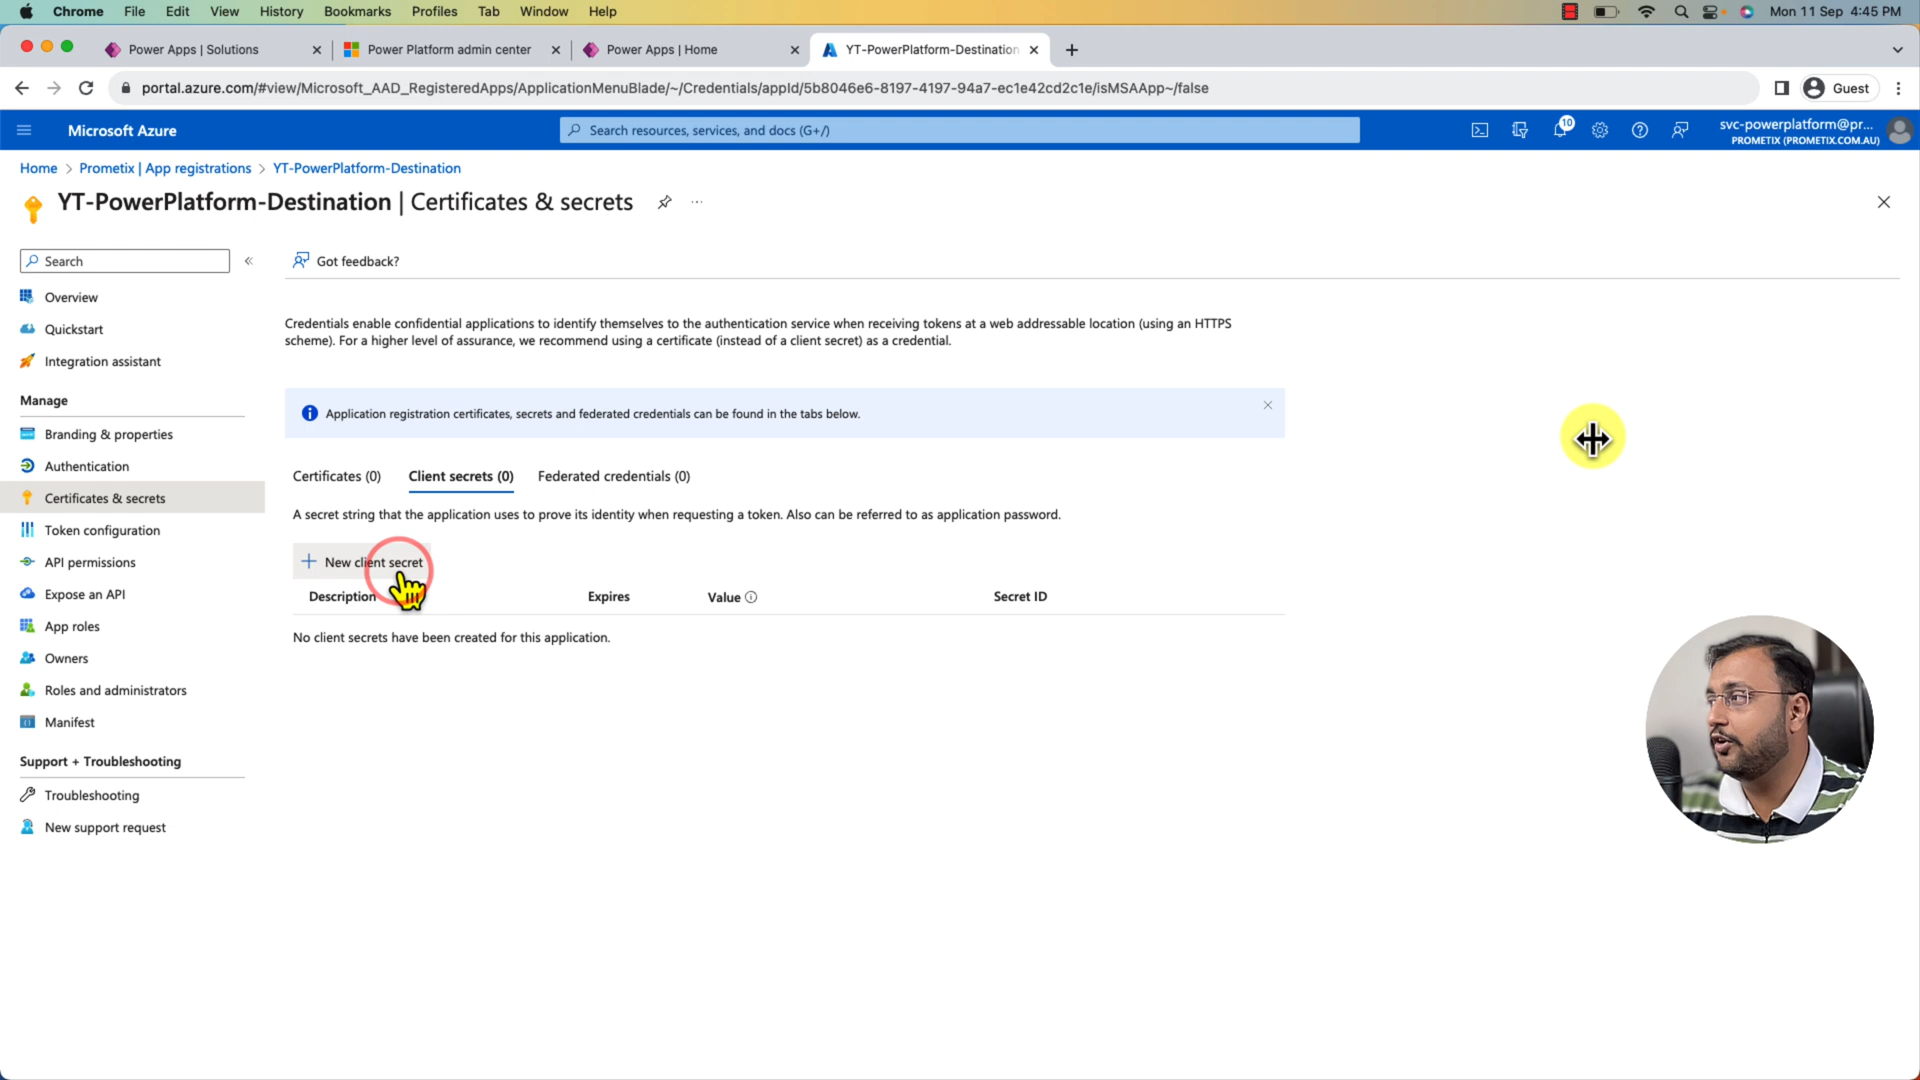 Chrome File Edit View History Bookmarks Profiles Tab Window Help Mon 11 Sep 4:45 PM
Power Apps | Solutions Power Platform admin center Power Apps | Home YT-PowerPlatform-Destination
portal.azure.com/#view/Microsoft_AAD_RegisteredApps/ApplicationMenuBlade/~/Credentials/appId/5b8046e6-8197-4197-94a7-ec1e42cd2c1e/isMSAApp~/false Guest
Microsoft Azure Search resources, services, and docs (G+/) 10 svc-powerplatform@pr...
PROMETIX (PROMETIX.COM.AU)
Home > Prometix | App registrations > YT-PowerPlatform-Destination
YT-PowerPlatform-Destination | Certificates & secrets
Search
Got feedback?
Overview
Quickstart
Integration assistant
Manage
Branding & properties
Authentication
Certificates & secrets
Token configuration
API permissions
Expose an API
App roles
Owners
Roles and administrators
Manifest
Support + Troubleshooting
Troubleshooting
New support request
Credentials enable confidential applications to identify themselves to the authentication service when receiving tokens at a web addressable location (using an HTTPS
scheme). For a higher level of assurance, we recommend using a certificate (instead of a client secret) as a credential.
Application registration certificates, secrets and federated credentials can be found in the tabs below.
Certificates (0) Client secrets (0) Federated credentials (0)
A secret string that the application uses to prove its identity when requesting a token. Also can be referred to as application password.
New client secret
Description Expires Value Secret ID
No client secrets have been created for this application.